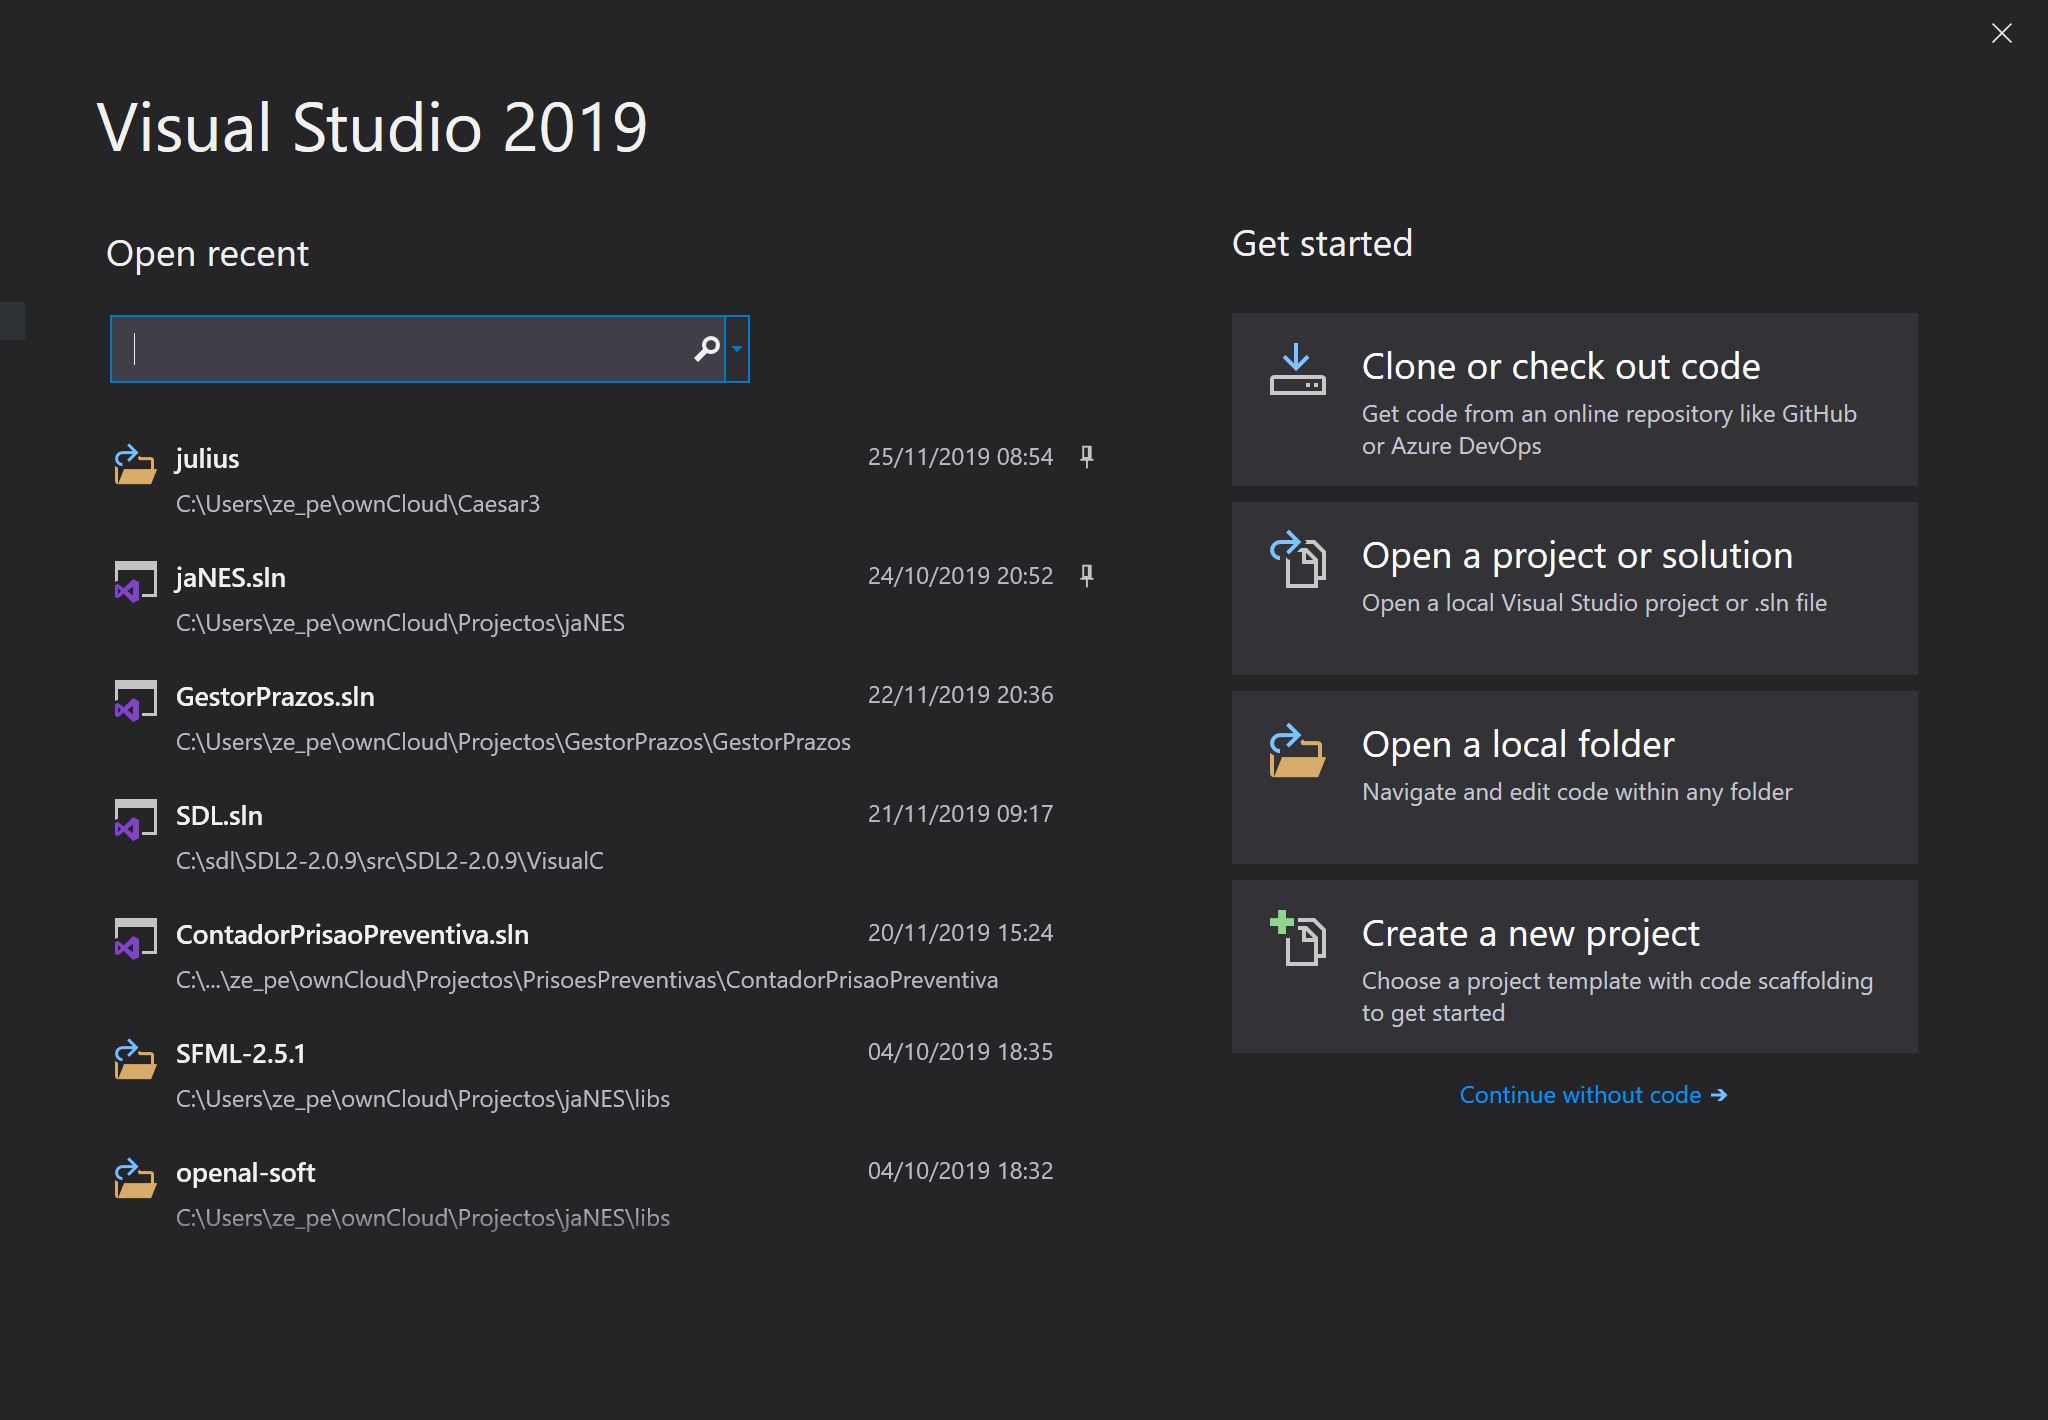 Visual Studio 2019
Open recent
julius 25/11/2019 08:54
C:\Users\ze_pe\ownCloud\Caesar3
jaNES.sln 24/10/2019 20:52
C:\Users\ze_pe\ownCloud\Projectos\jaNES
GestorPrazos.sln 22/11/2019 20:36
C:\Users\ze_pe\ownCloud\Projectos\GestorPrazos\GestorPrazos
SDL.sln 21/11/2019 09:17
C:\sdl\SDL2-2.0.9\src\SDL2-2.0.9\VisualC
ContadorPrisaoPreventiva.sln 20/11/2019 15:24
C:\...\ze_pe\ownCloud\Projectos\PrisoesPreventivas\ContadorPrisaoPreventiva
SFML-2.5.1 04/10/2019 18:35
C:\Users\ze_pe\ownCloud\Projectos\jaNES\libs
openal-soft 04/10/2019 18:32
C:\Users\ze_pe\ownCloud\Projectos\jaNES\libs
Get started
Clone or check out code
Get code from an online repository like GitHub
or Azure DevOps
Open a project or solution
Open a local Visual Studio project or .sln file
Open a local folder
Navigate and edit code within any folder
Create a new project
Choose a project template with code scaffolding
to get started
Continue without code →